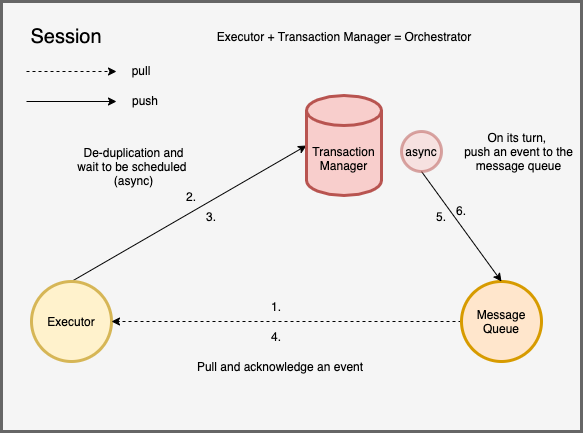 Session
Executor + Transaction Manager = Orchestrator
pull
push
De-duplication and
wait to be scheduled
(async)
2.
3.
Transaction
Manager
async
On its turn,
push an event to the
message queue
6.
5.
Executor
1.
4.
Message
Queue
Pull and acknowledge an event